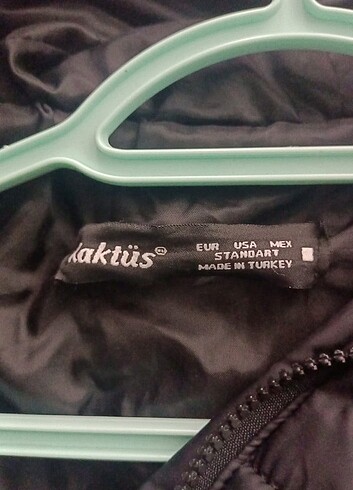 Kaktüs®
EUR USA MEX
STANDART
MADE IN TURKEY